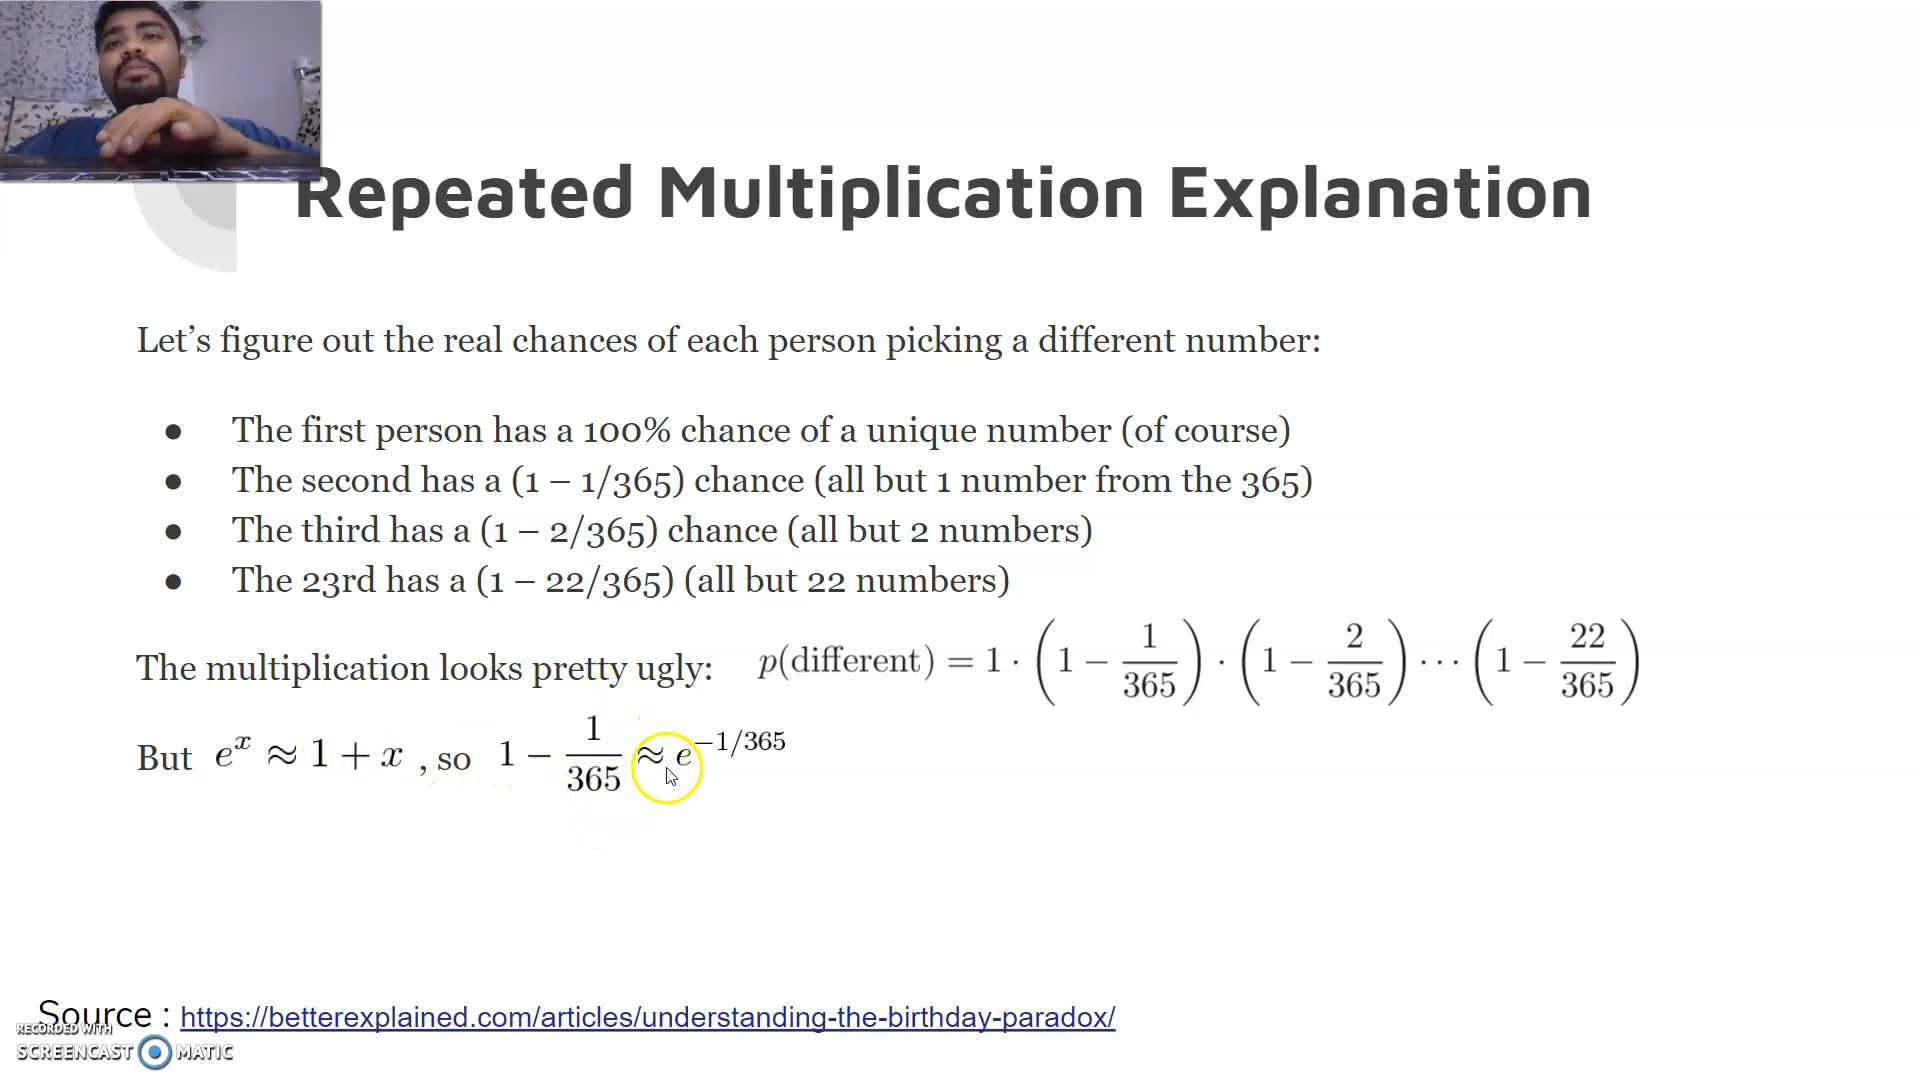 Repeated Multiplication Explanation
Let’s figure out the real chances of each person picking a different number:
● The first person has a 100% chance of a unique number (of course)
● The second has a (1 – 1/365) chance (all but 1 number from the 365)
● The third has a (1 – 2/365) chance (all but 2 numbers)
● The 23rd has a (1 – 22/365) (all but 22 numbers)
The multiplication looks pretty ugly: p(different) = 1 · (1 − 1/365) · (1 − 2/365) ⋯ (1 − 22/365)
But e^x ≈ 1 + x , so 1 − 1/365 ≈ e^−1/365
Source : https://betterexplained.com/articles/understanding-the-birthday-paradox/
RECORDED WITH
SCREENCAST MATIC